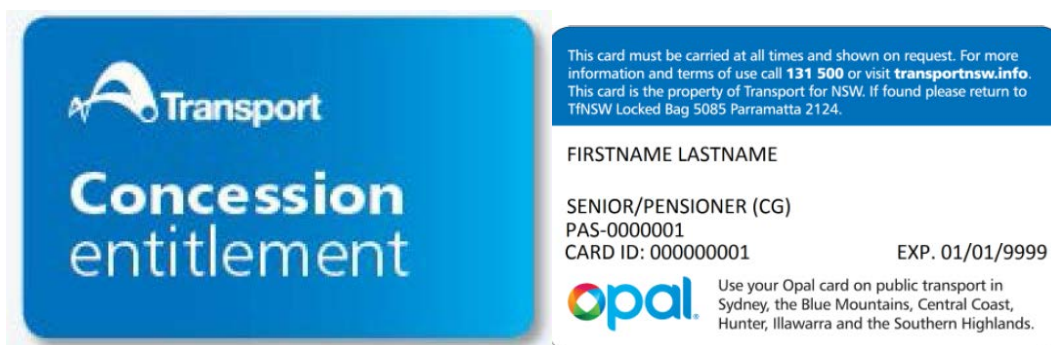 Transport
Concession
entitlement
This card must be carried at all times and shown on request. For more
information and terms of use call 131 500 or visit transportnsw.info.
This card is the property of Transport for NSW. If found please return to
TfNSW Locked Bag 5085 Parramatta 2124.
FIRSTNAME LASTNAME
SENIOR/PENSIONER (CG)
PAS-0000001
CARD ID: 000000001 EXP. 01/01/9999
opal.
Use your Opal card on public transport in
Sydney, the Blue Mountains, Central Coast,
Hunter, Illawarra and the Southern Highlands.